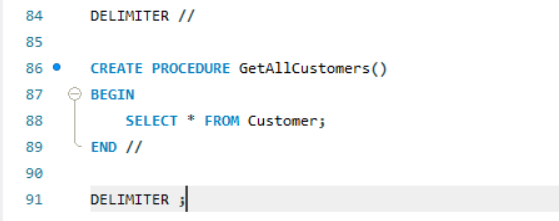 84 DELIMITER //
85
86 CREATE PROCEDURE GetAllCustomers()
87 BEGIN
88 SELECT * FROM Customer;
89 END //
90
91 DELIMITER ;